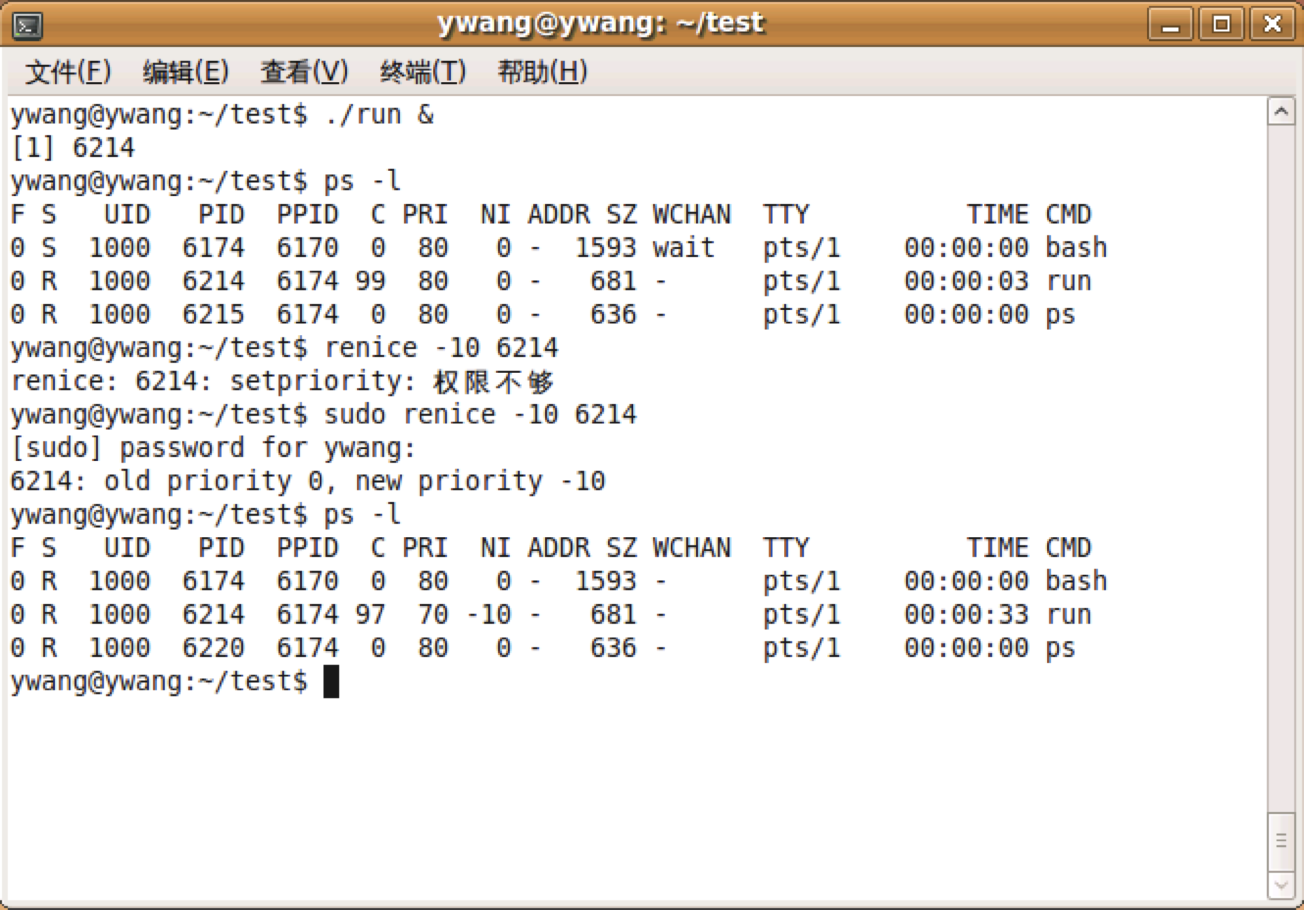 ywang@ywang: ~/test
文件(F) 编辑(E) 查看(V) 终端(T) 帮助(H)
ywang@ywang:~/test$ ./run &
[1] 6214
ywang@ywang:~/test$ ps -l
F S   UID   PID  PPID  C PRI  NI ADDR SZ WCHAN  TTY          TIME CMD
0 S  1000  6174  6170  0  80   0 -  1593 wait   pts/1    00:00:00 bash
0 R  1000  6214  6174 99  80   0 -   681 -      pts/1    00:00:03 run
0 R  1000  6215  6174  0  80   0 -   636 -      pts/1    00:00:00 ps
ywang@ywang:~/test$ renice -10 6214
renice: 6214: setpriority: 权限不够
ywang@ywang:~/test$ sudo renice -10 6214
[sudo] password for ywang:
6214: old priority 0, new priority -10
ywang@ywang:~/test$ ps -l
F S   UID   PID  PPID  C PRI  NI ADDR SZ WCHAN  TTY          TIME CMD
0 R  1000  6174  6170  0  80   0 -  1593 -      pts/1    00:00:00 bash
0 R  1000  6214  6174 97  70 -10 -   681 -      pts/1    00:00:33 run
0 R  1000  6220  6174  0  80   0 -   636 -      pts/1    00:00:00 ps
ywang@ywang:~/test$